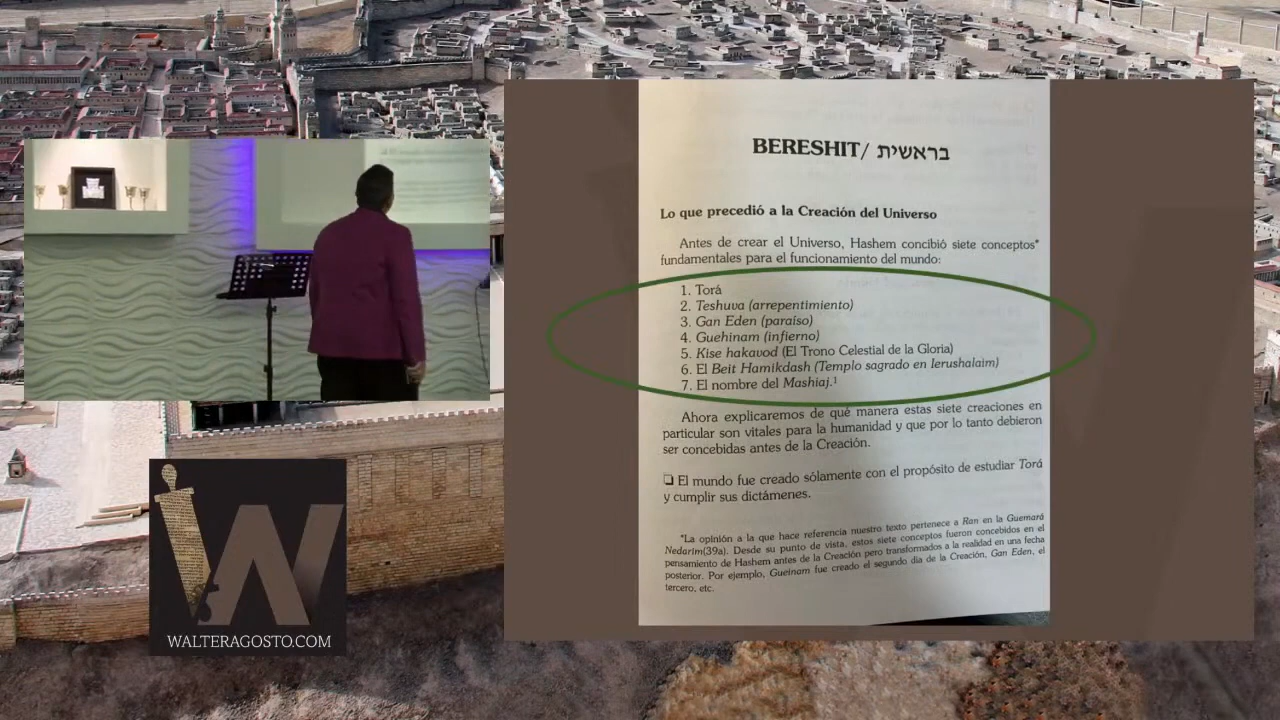 BERESHIT/ בראשית
Lo que precedió a la Creación del Universo
Antes de crear el Universo, Hashem concibió siete conceptos*
fundamentales para el funcionamiento del mundo:
1. Torá
2. Teshuva (arrepentimiento)
3. Gan Eden (paraíso)
4. Guehinam (infierno)
5. Kise hakavod (El Trono Celestial de la Gloria)
6. El Beit Hamikdash (Templo sagrado en Ierushalaim)
7. El nombre del Mashiaj.¹
Ahora explicaremos de qué manera estas siete creaciones en
particular son vitales para la humanidad y que por lo tanto debieron
ser concebidas antes de la Creación.
❑ El mundo fue creado sólamente con el propósito de estudiar Torá
y cumplir sus dictámenes.
*La opinión a la que hace referencia nuestro texto pertenece a Ran en la Guemará
Nedarim(39a). Desde su punto de vista, estos siete conceptos fueron concebidos en el
pensamiento de Hashem antes de la Creación pero transformados a la realidad en una fecha
posterior. Por ejemplo, Gueinam fue creado el segundo día de la Creación, Gan Eden, el
tercero, etc.
W
WALTERAGOSTO.COM